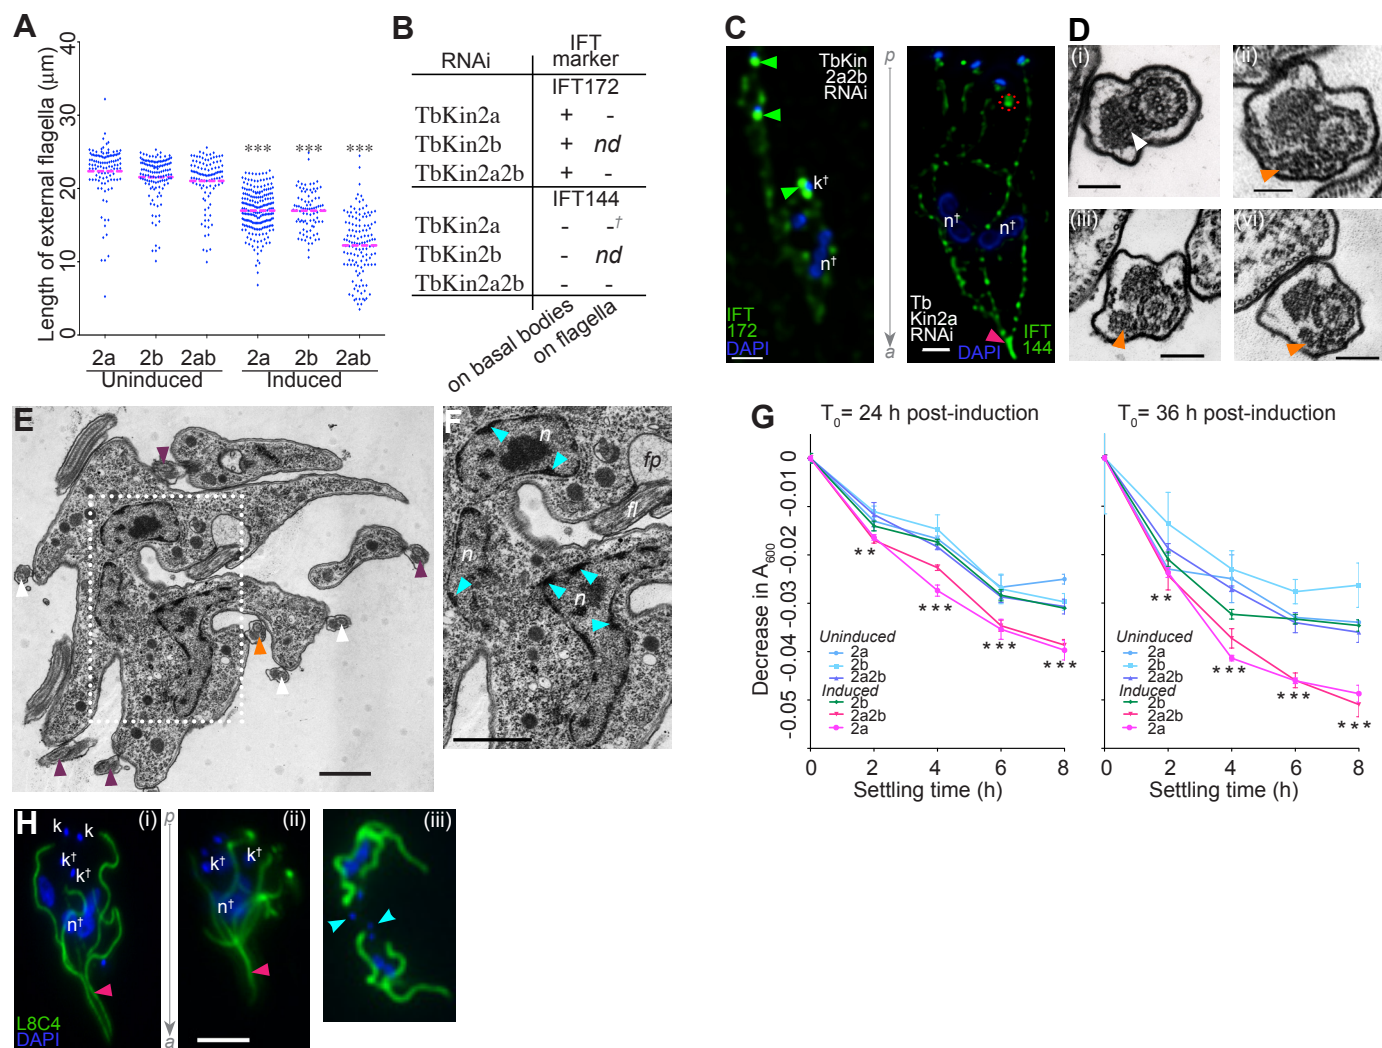 A
Length of external flagella (μm)
40
30
20
10
0
*** *** ***
2a 2b 2ab 2a 2b 2ab
Uninduced Induced
B
RNAi IFT marker
IFT172
TbKin2a + -
TbKin2b + nd
TbKin2a2b + -
IFT144
TbKin2a - -†
TbKin2b - nd
TbKin2a2b - -
on basal bodies
on flagella
C
TbKin
2a2b
RNAi
k†
n†
IFT
172
DAPI
p
a
n† n†
Tb
Kin2a
RNAi
DAPI
IFT
144
D
(i) (ii)
(iii) (vi)
E
F
n
fp
fl
n
n
G
T0= 24 h post-induction T0= 36 h post-induction
Decrease in A600
0
-0.01
-0.02
-0.03
-0.04
-0.05
** *** *** ***
Uninduced
2a
2b
2a2b
Induced
2b
2a2b
2a
0 2 4 6 8
Settling time (h)
** *** *** ***
Uninduced
2a
2b
2a2b
Induced
2b
2a2b
2a
0 2 4 6 8
Settling time (h)
H
(i) (ii) (iii)
k k
k†
k†
n†
L8C4
DAPI
p
a
k† k†
n†